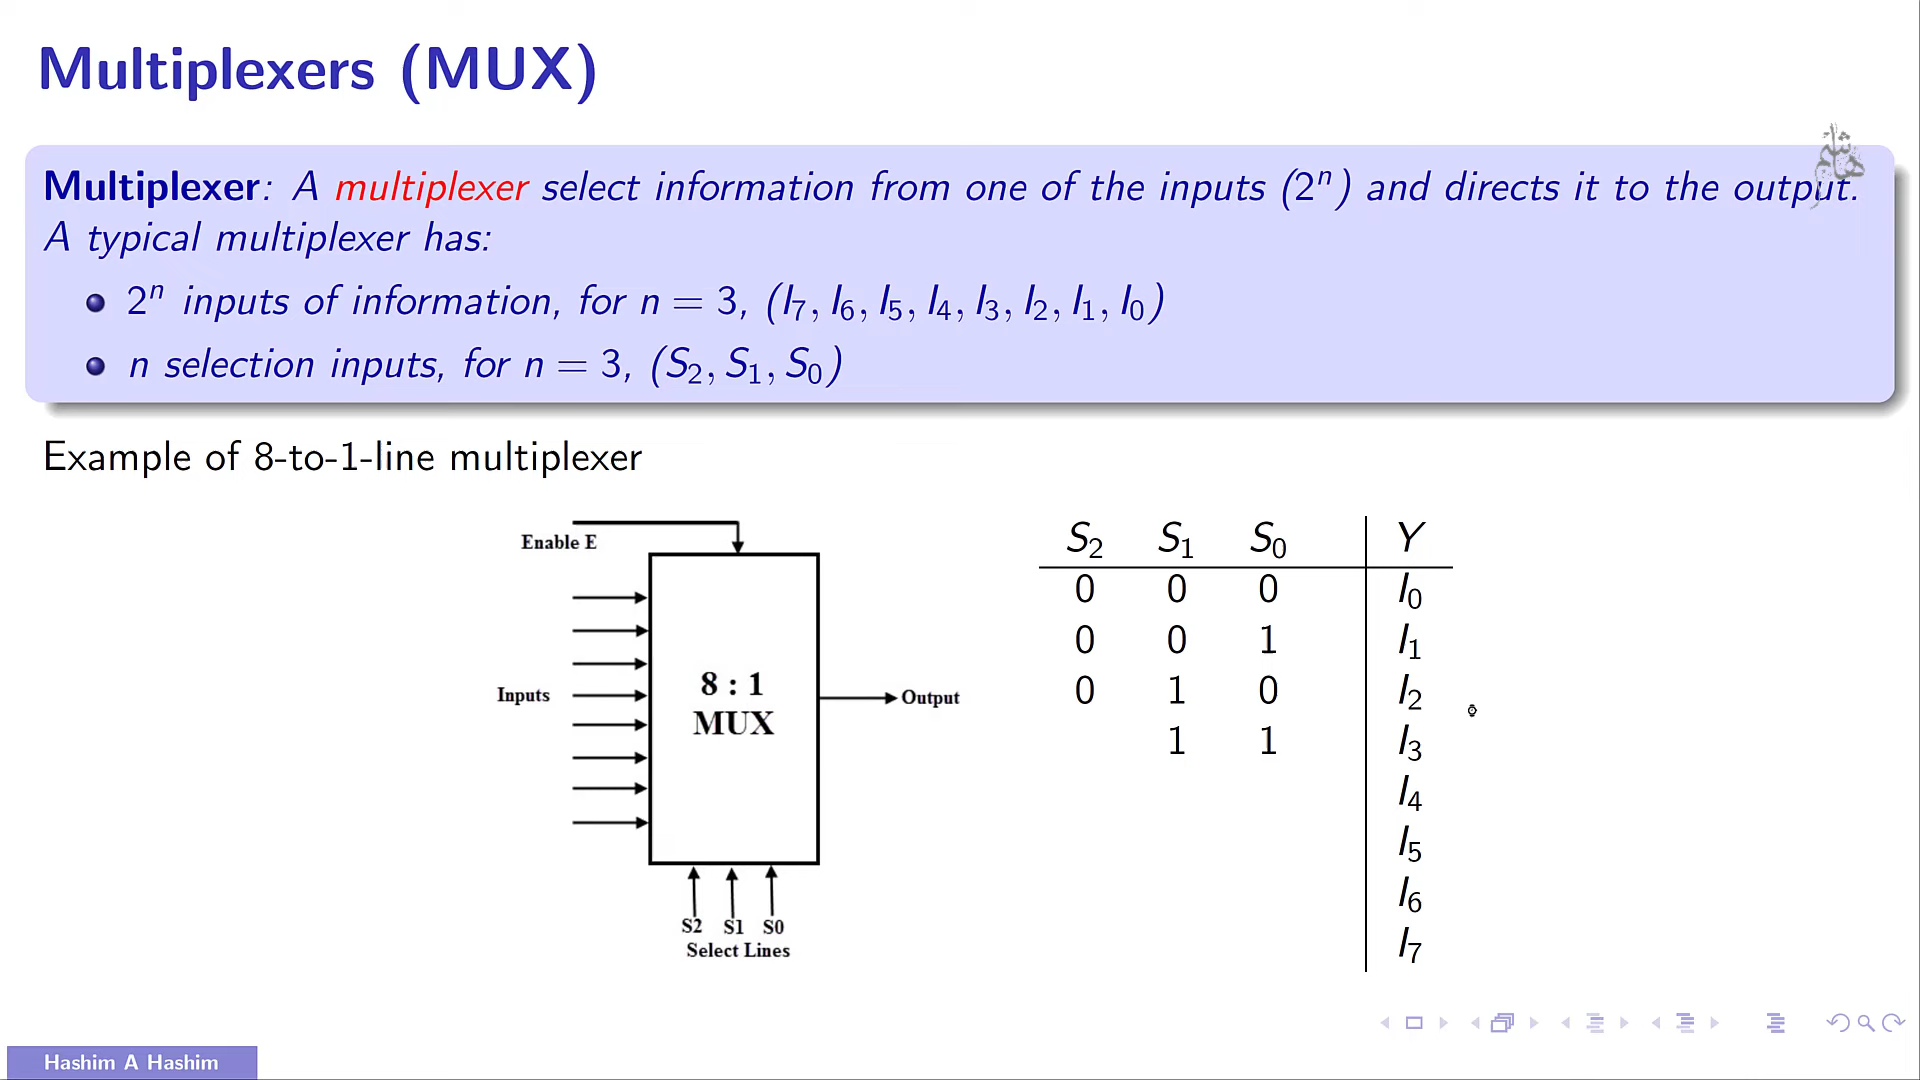 Multiplexers (MUX)
Multiplexer: A multiplexer select information from one of the inputs (2ⁿ) and directs it to the output.
A typical multiplexer has:
2ⁿ inputs of information, for n = 3, (I₇, I₆, I₅, I₄, I₃, I₂, I₁, I₀)
n selection inputs, for n = 3, (S₂, S₁, S₀)
Example of 8-to-1-line multiplexer
Enable E
Inputs
8 : 1
MUX
Output
S2 S1 S0
Select Lines
S₂ S₁ S₀ Y
0 0 0 I₀
0 0 1 I₁
0 1 0 I₂
1 1 I₃
I₄
I₅
I₆
I₇
Hashim A Hashim
هاشم